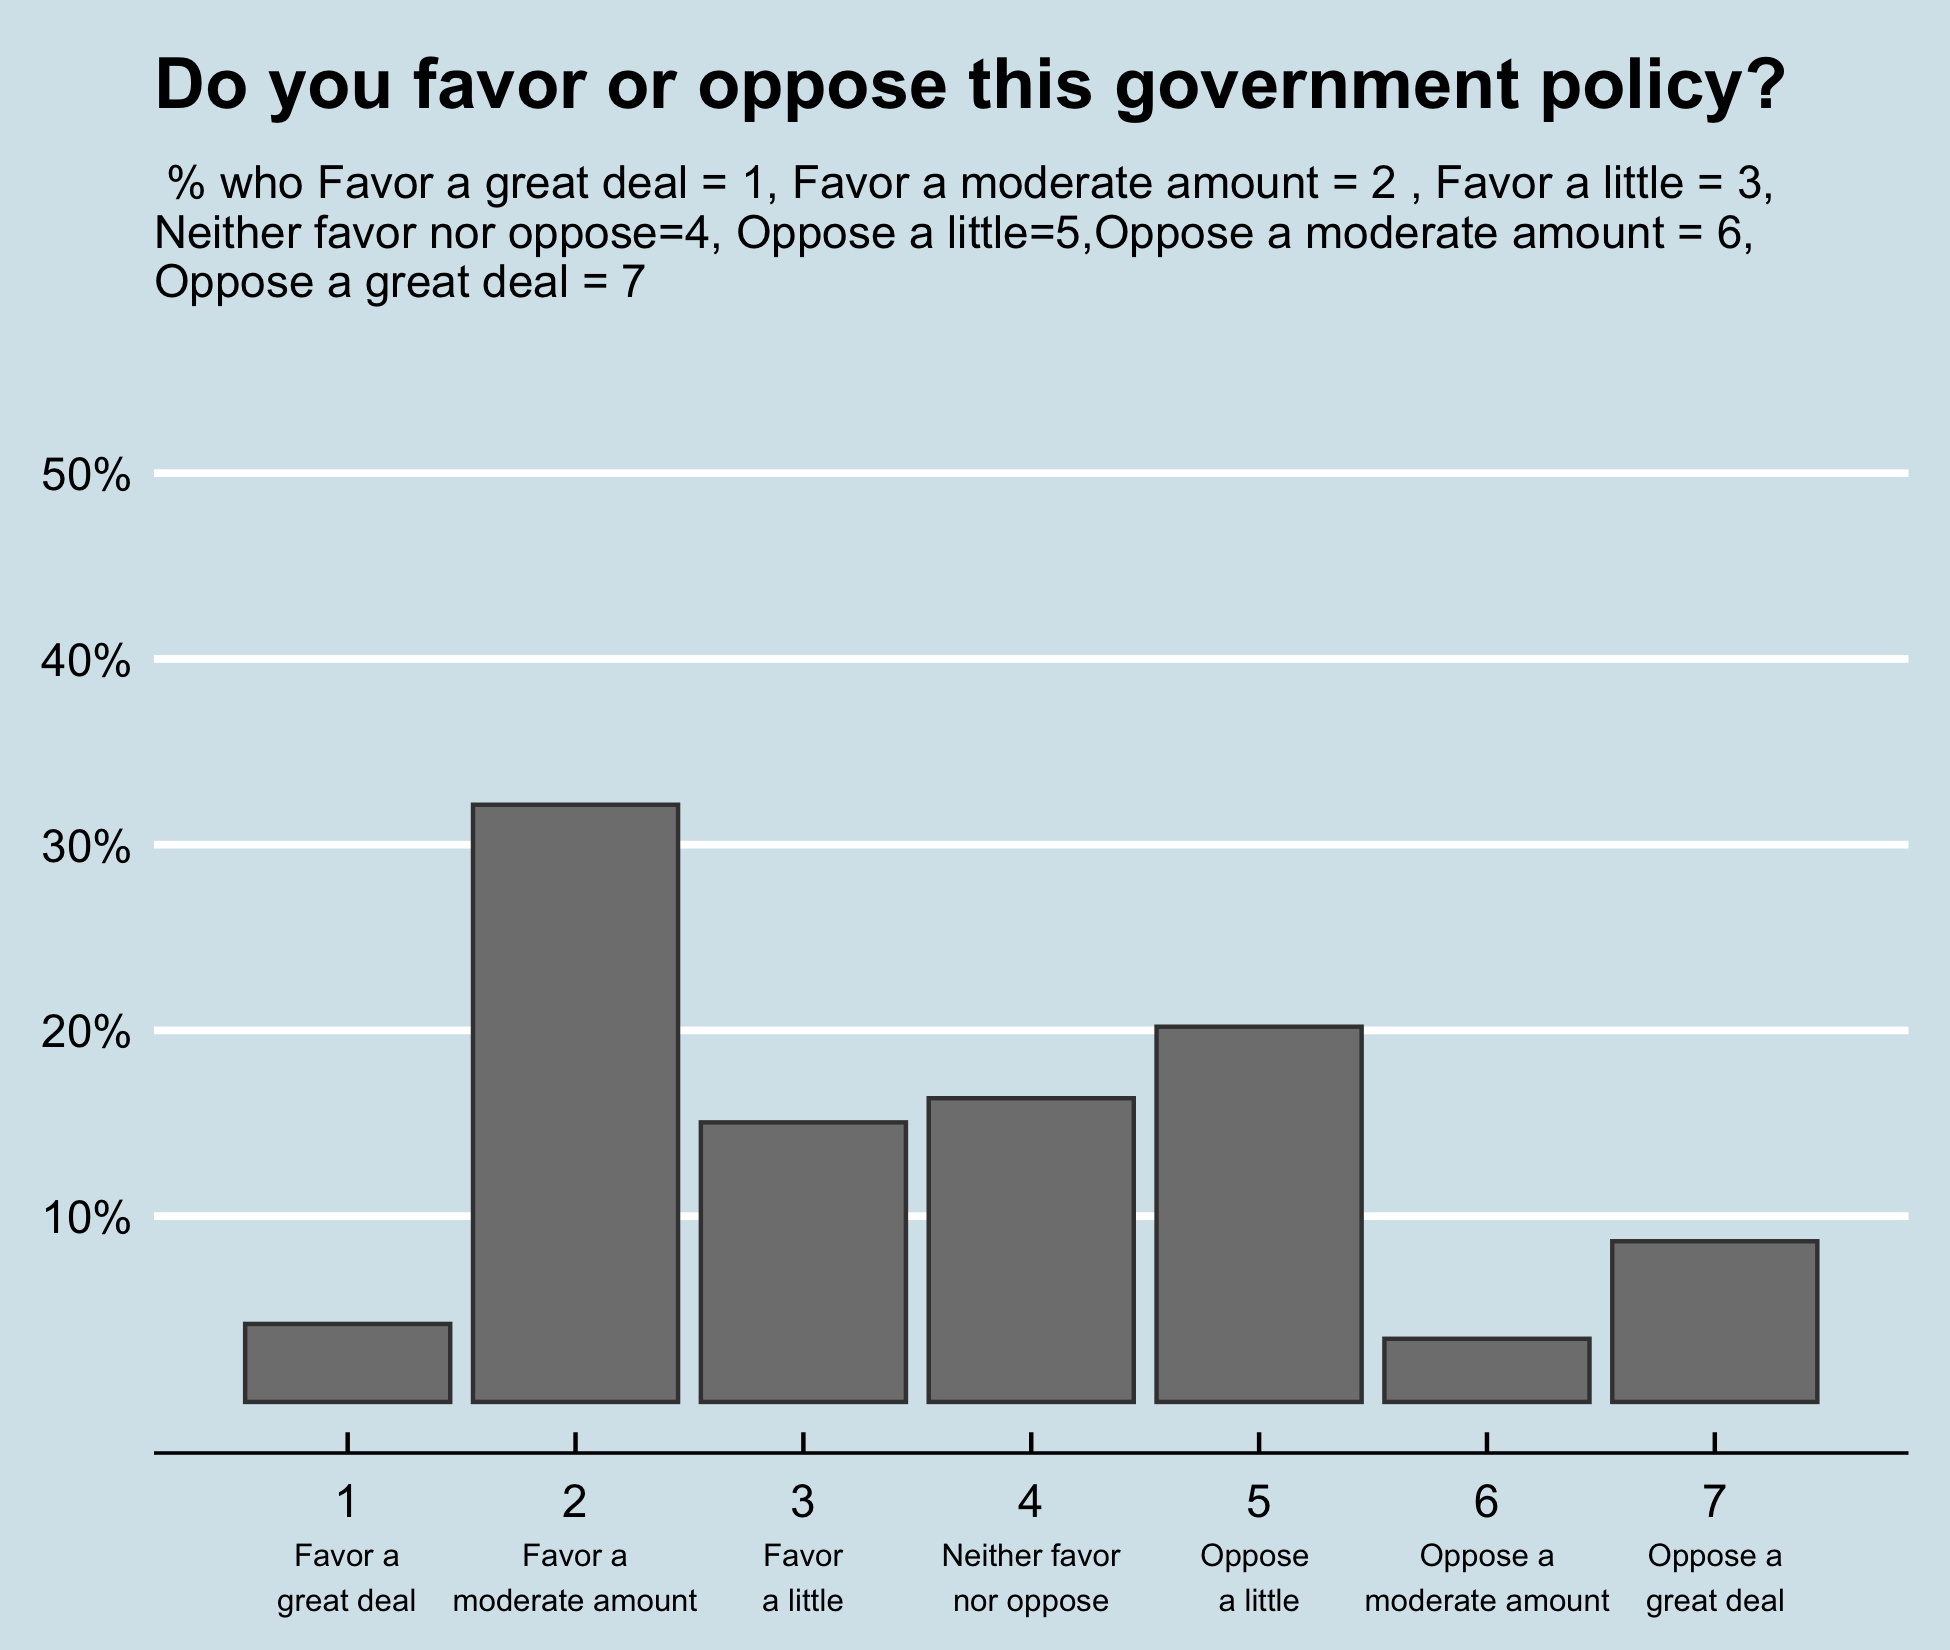 Do you favor or oppose this government policy?
% who Favor a great deal = 1, Favor a moderate amount = 2 , Favor a little = 3,
Neither favor nor oppose=4, Oppose a little=5,Oppose a moderate amount = 6,
Oppose a great deal = 7
50%
40%
30%
20%
10%
1 2 3 4 5 6 7
Favor a Favor a Favor Neither favor Oppose Oppose a Oppose a
great deal moderate amount a little nor oppose a little moderate amount great deal